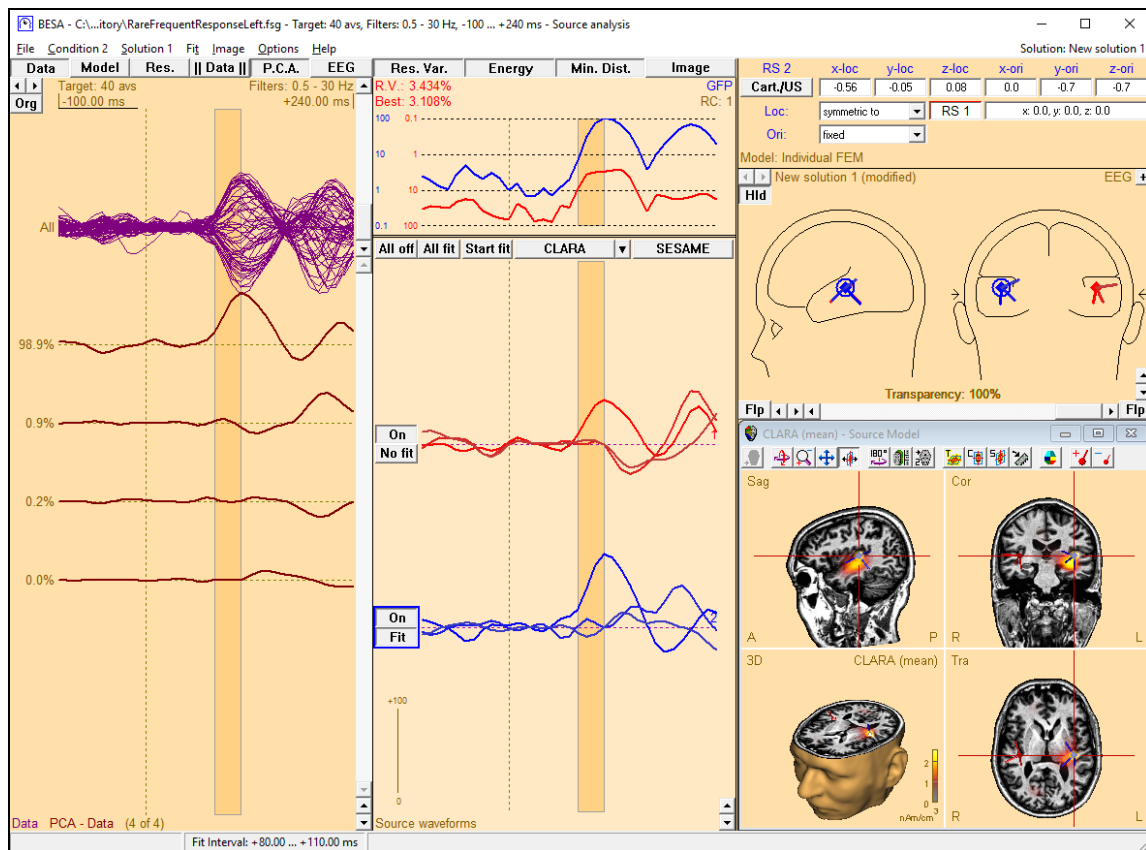 BESA - C:\...itory\RareFrequentResponseLeft.fsg - Target: 40 avs, Filters: 0.5 - 30 Hz, -100 ... +240 ms - Source analysis
File Condition 2 Solution 1 Fit Image Options Help
Solution: New solution 1
Data Model Res. || Data || P.C.A. EEG
Org
Target: 40 avs Filters: 0.5 - 30 Hz
-100.00 ms +240.00 ms
All
98.9%
0.9%
0.2%
0.0%
Data PCA - Data (4 of 4)
Res. Var. Energy Min. Dist. Image
R.V.: 3.434% GFP
Best: 3.108% RC: 1
100 0.1
10 1
1 10
0.1 100
All off All fit Start fit CLARA ▼ SESAME
On
No fit
1
On
Fit
2
+100
0
Source waveforms
RS 2 x-loc y-loc z-loc x-ori y-ori z-ori
Cart./US -0.56 -0.05 0.08 0.0 -0.7 -0.7
Loc: symmetric to RS 1 x: 0.0, y: 0.0, z: 0.0
Ori: fixed
Model: Individual FEM
New solution 1 (modified) EEG
Hld
Transparency: 100%
Flp Flp
CLARA (mean) - Source Model
180°
Sag
A P
Cor
R L
3D CLARA (mean)
2
1
0
nAm/cm³
Tra
R L
Fit Interval: +80.00 ... +110.00 ms